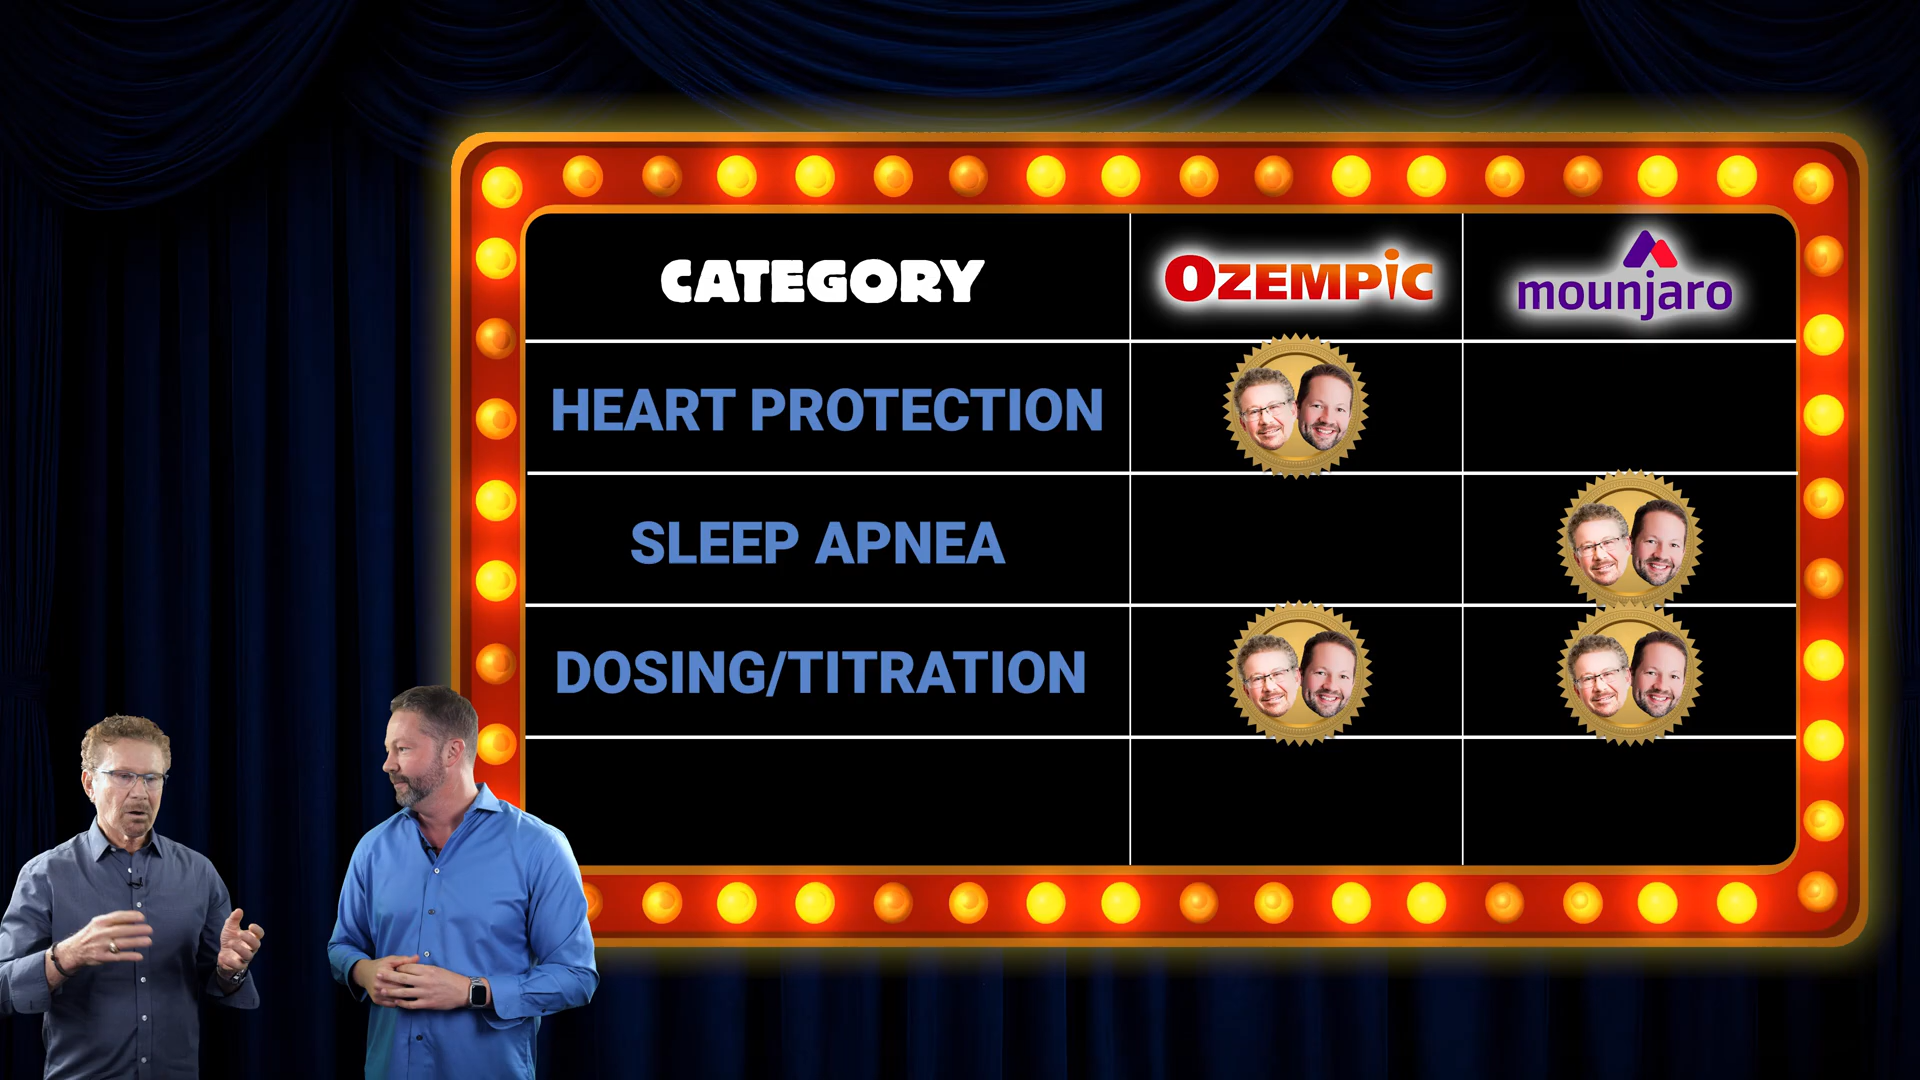 CATEGORY OZEMPIC mounjaro
HEART PROTECTION
SLEEP APNEA
DOSING/TITRATION